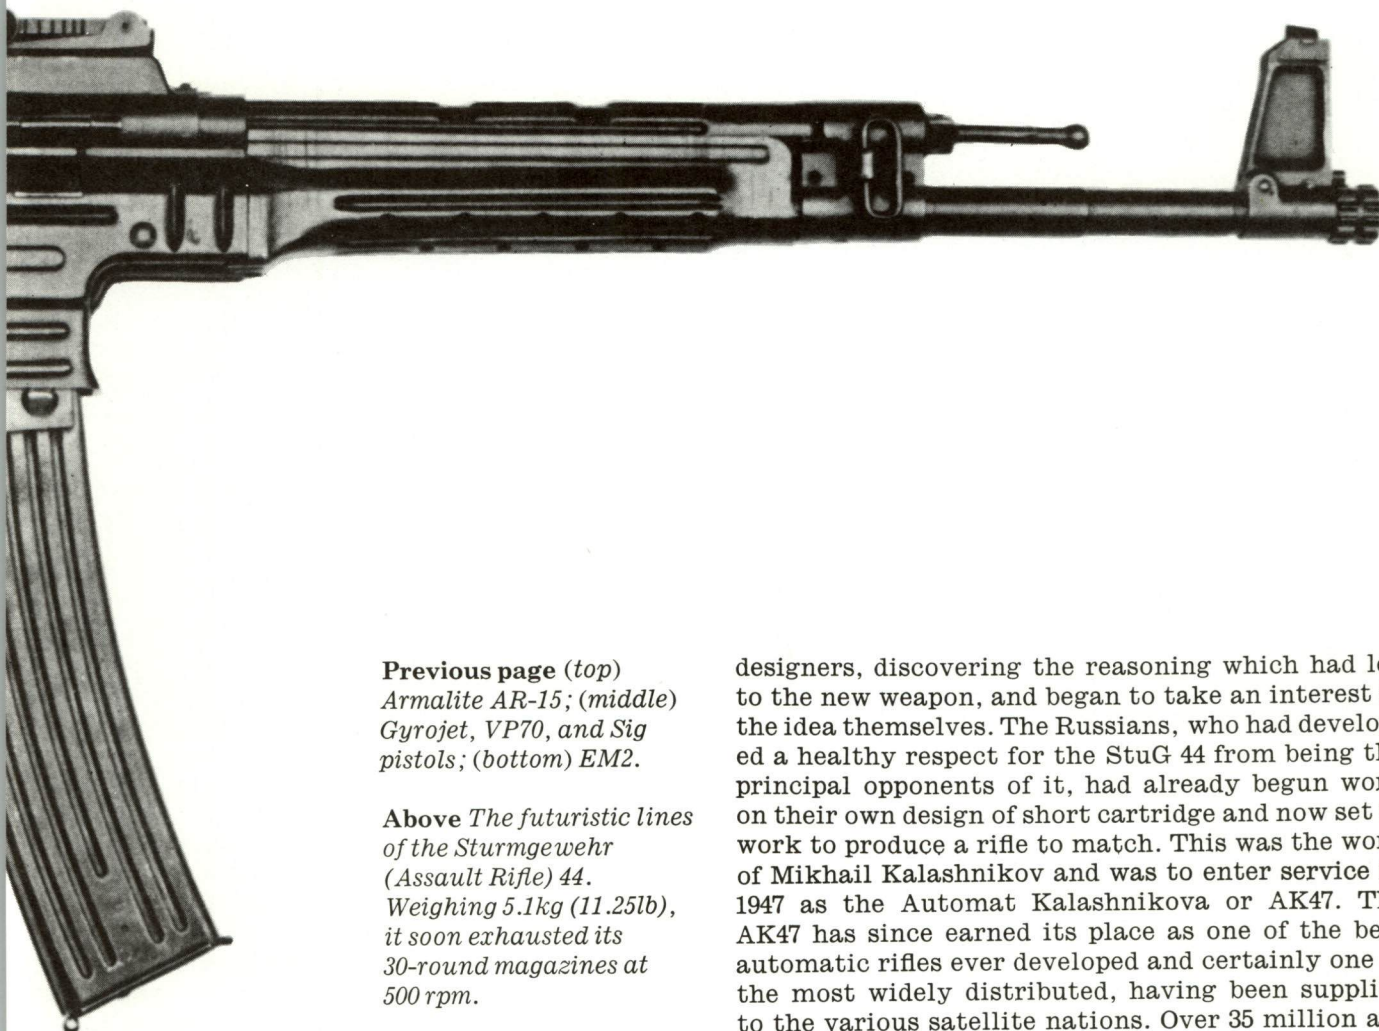 Previous page (top)
Armalite AR-15; (middle)
Gyrojet, VP70, and Sig
pistols; (bottom) EM2.
Above The futuristic lines
of the Sturmgewehr
(Assault Rifle) 44.
Weighing 5.1kg (11.25lb),
it soon exhausted its
30-round magazines at
500 rpm.
designers, discovering the reasoning which had
to the new weapon, and began to take an interest
the idea themselves. The Russians, who had develo
ed a healthy respect for the StuG 44 from being
principal opponents of it, had already begun
on their own design of short cartridge and now set
work to produce a rifle to match. This was the
of Mikhail Kalashnikov and was to enter service
1947 as the Automat Kalashnikova or AK47.
AK47 has since earned its place as one of the
automatic rifles ever developed and certainly one
the most widely distributed, having been
to the various satellite nations. Over 35 million